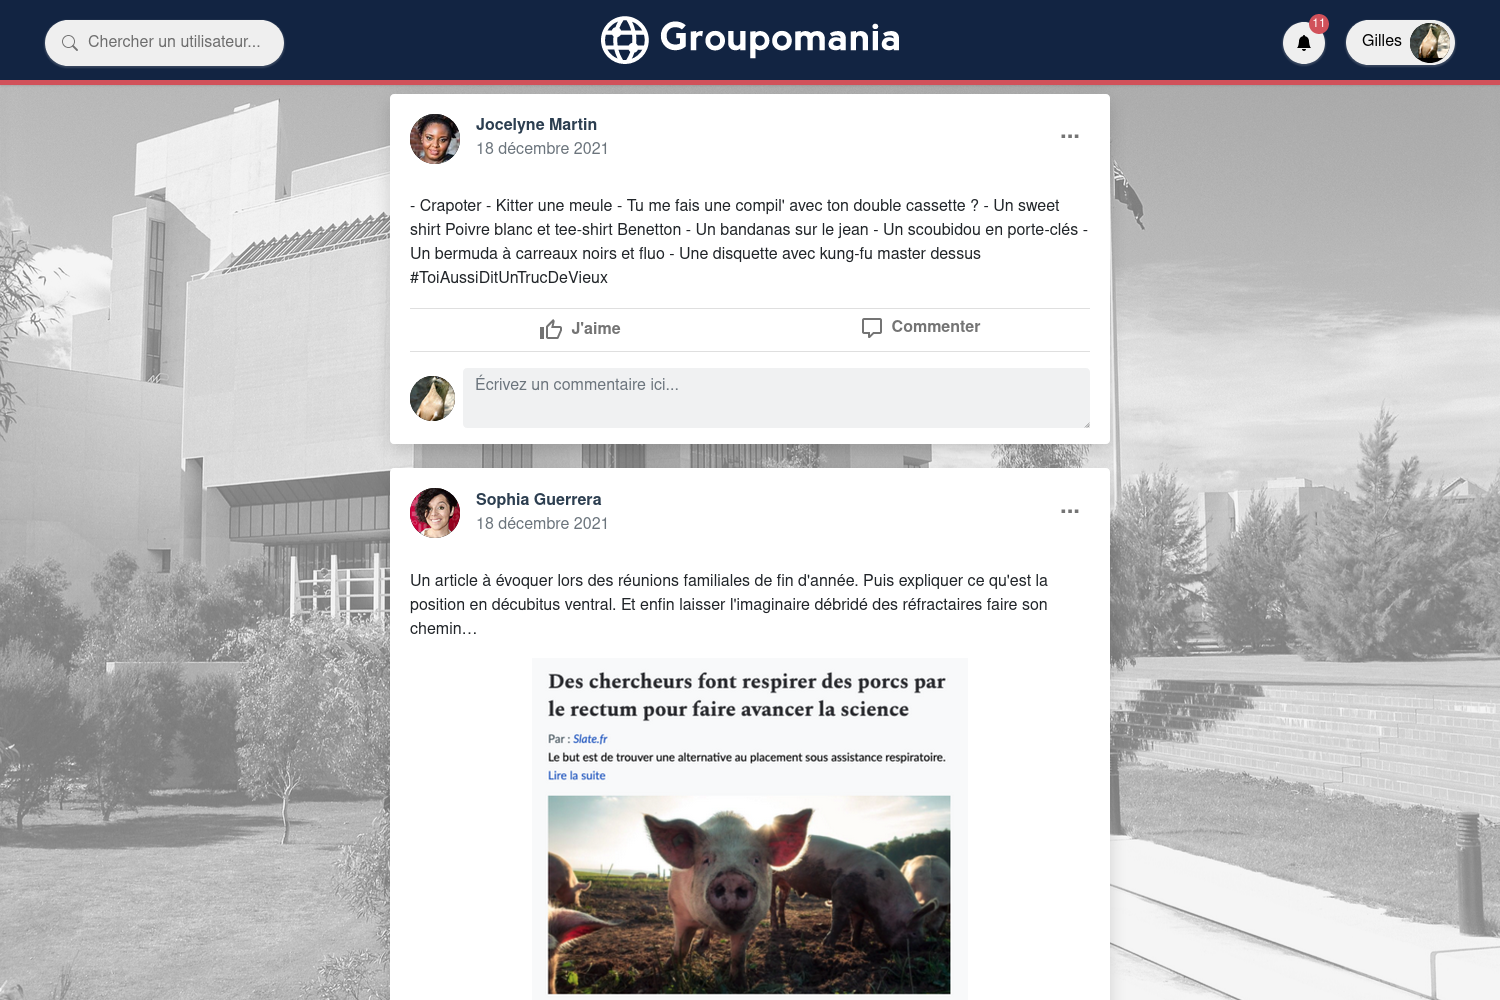 Chercher un utilisateur...
Groupomania
11
Gilles
Jocelyne Martin
18 décembre 2021
- Crapoter - Kitter une meule - Tu me fais une compil' avec ton double cassette ? - Un sweet
shirt Poivre blanc et tee-shirt Benetton - Un bandanas sur le jean - Un scoubidou en porte-clés -
Un bermuda à carreaux noirs et fluo - Une disquette avec kung-fu master dessus
#ToiAussiDitUnTrucDeVieux
J'aime
Commenter
Écrivez un commentaire ici...
Sophia Guerrera
18 décembre 2021
Un article à évoquer lors des réunions familiales de fin d'année. Puis expliquer ce qu'est la
position en décubitus ventral. Et enfin laisser l'imaginaire débridé des réfractaires faire son
chemin…
Des chercheurs font respirer des porcs par
le rectum pour faire avancer la science
Par : Slate.fr
Le but est de trouver une alternative au placement sous assistance respiratoire.
Lire la suite